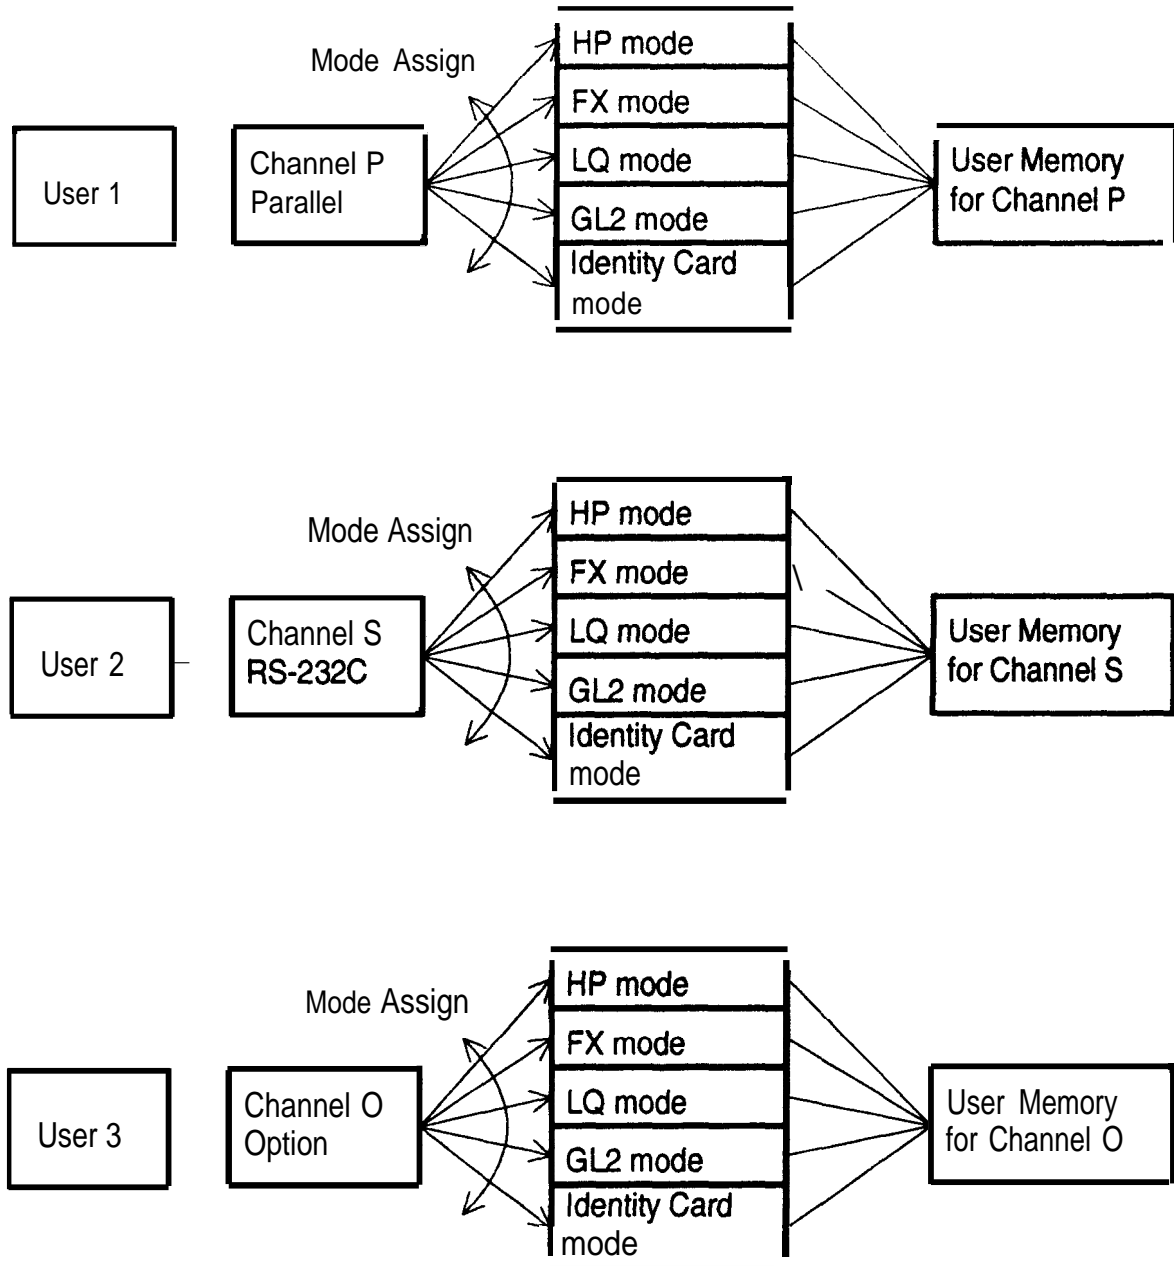 Mode Assign
User 1
Channel P
Parallel
HP mode
FX mode
LQ mode
GL2 mode
Identity Card
mode
User Memory
for Channel P
Mode Assign
User 2
Channel S
RS-232C
HP mode
FX mode
LQ mode
GL2 mode
Identity Card
mode
User Memory
for Channel S
Mode Assign
User 3
Channel O
Option
HP mode
FX mode
LQ mode
GL2 mode
Identity Card
mode
User Memory
for Channel O